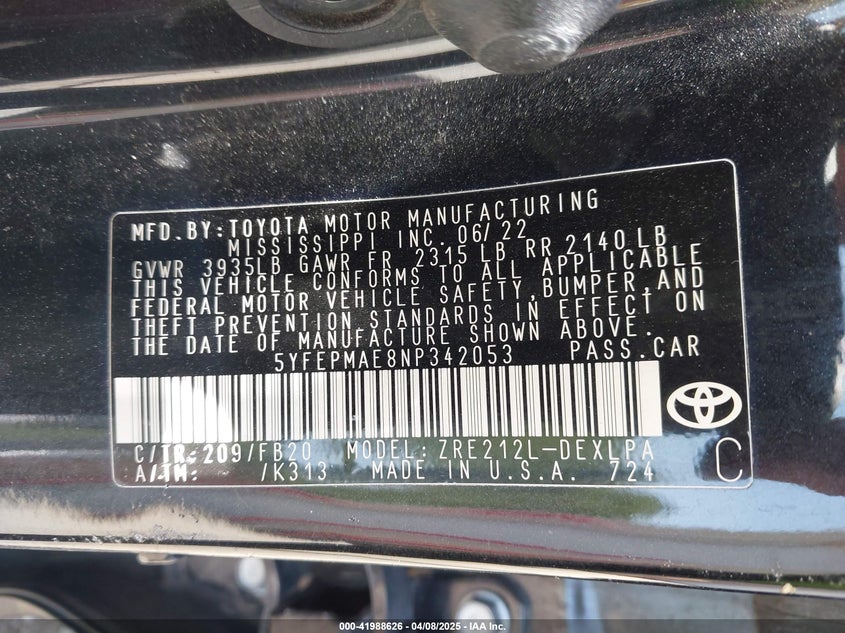 MFD.BY:TOYOTA MOTOR MANUFACTURING
MISSISSIPPI INC. 06/22
GVWR 3935LB GAWR FR 2315 LB RR 2140 LB
THIS VEHICLE CONFORMS TO ALL APPLICABLE
FEDERAL MOTOR VEHICLE SAFETY,BUMPER,AND
THEFT PREVENTION STANDARDS IN EFFECT ON
THE DATE OF MANUFACTURE SHOWN ABOVE.
5YFEPMAE8NP342053 PASS.CAR
C/TR:209/FB20 MODEL:ZRE212L-DEXLPA
A/TM: /K313 MADE IN U.S.A. 724
C
000-41988626 - 04/08/2025 - IAA Inc.